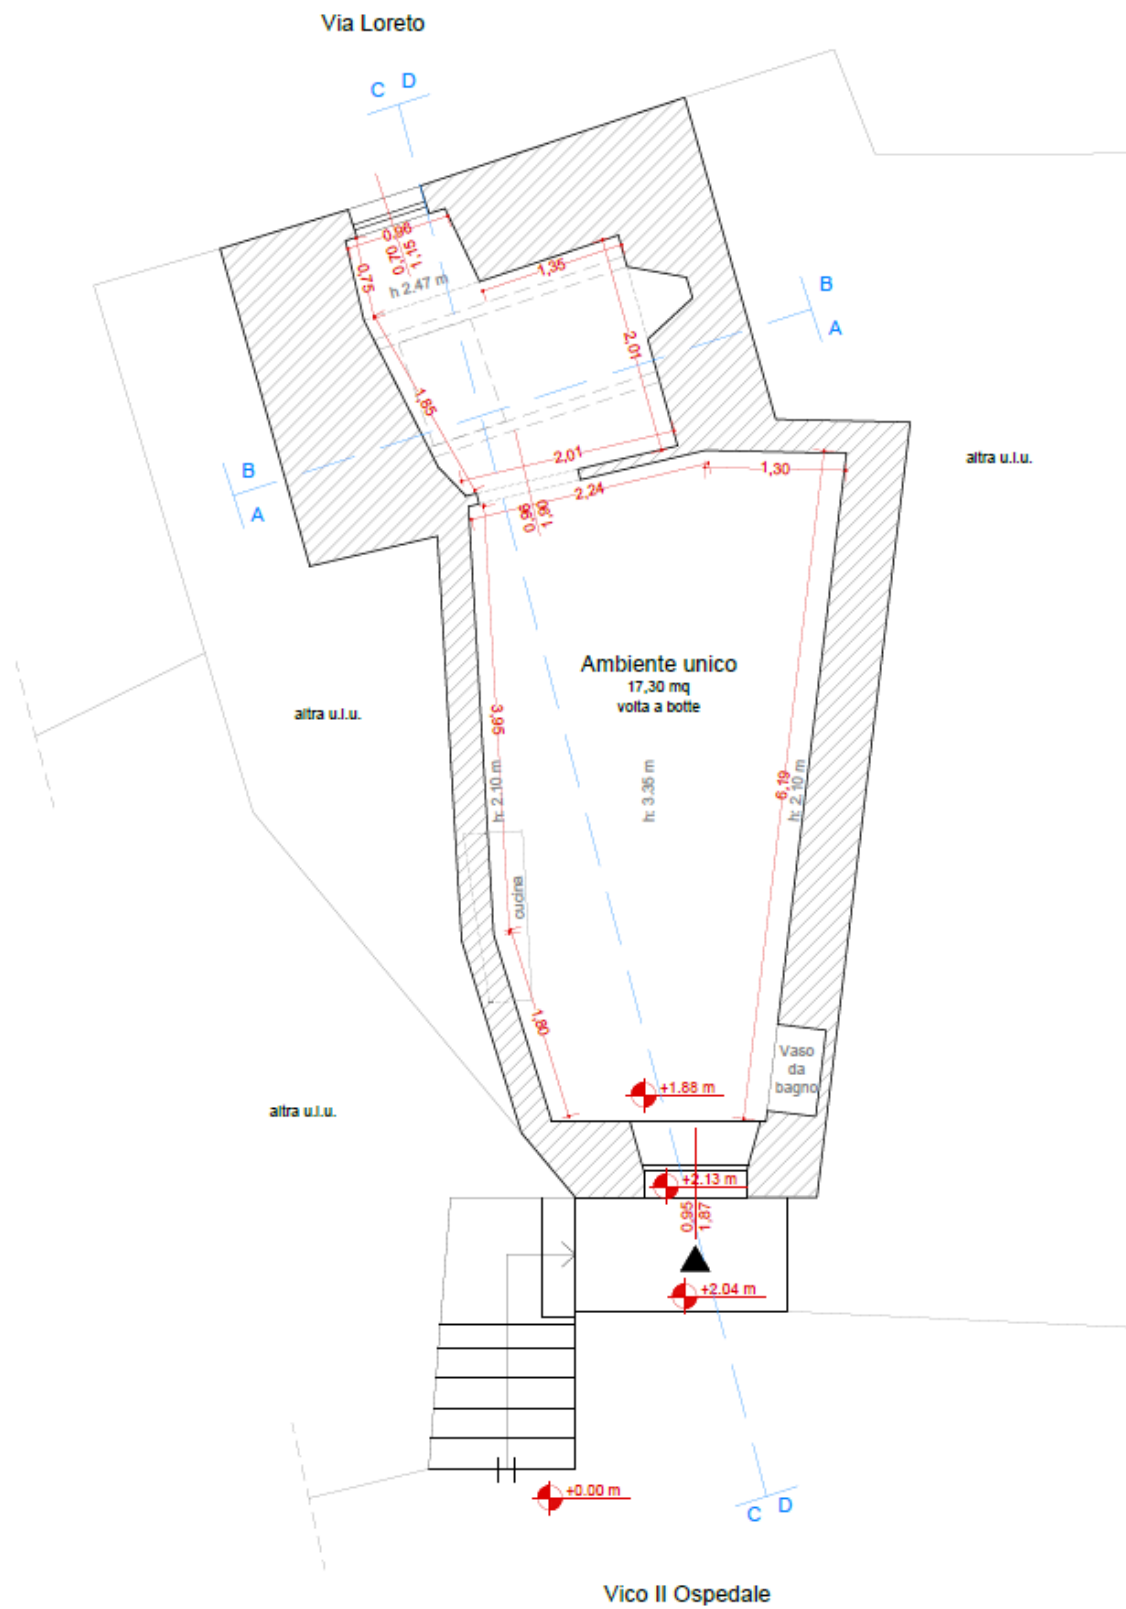 Via Loreto
C D
0,96
0,70
1,15
0,75
h 2.47 m
1,35
B
A
2,01
1,85
2,01
B
A
2,24
1,30
altra u.i.u.
0,96
1,80
Ambiente unico
17,30 mq
volta a botte
altra u.i.u.
3,95
h: 2.10 m
h: 3.35 m
6,19
h: 2.10 m
cucina
1,80
Vaso
da
bagno
+1.88 m
altra u.i.u.
+2.13 m
0,95
1,87
+2.04 m
+0.00 m
C D
Vico II Ospedale